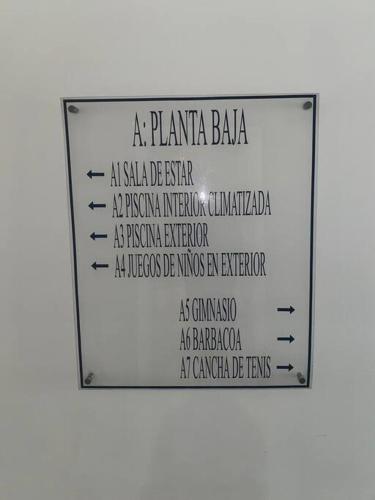 A: PLANTA BAJA
← A1 SALA DE ESTAR
← A2 PISCINA INTERIOR CLIMATIZADA
← A3 PISCINA EXTERIOR
← A4 JUEGOS DE NIÑOS EN EXTERIOR
A5 GIMNASIO →
A6 BARBACOA →
A7 CANCHA DE TENIS →